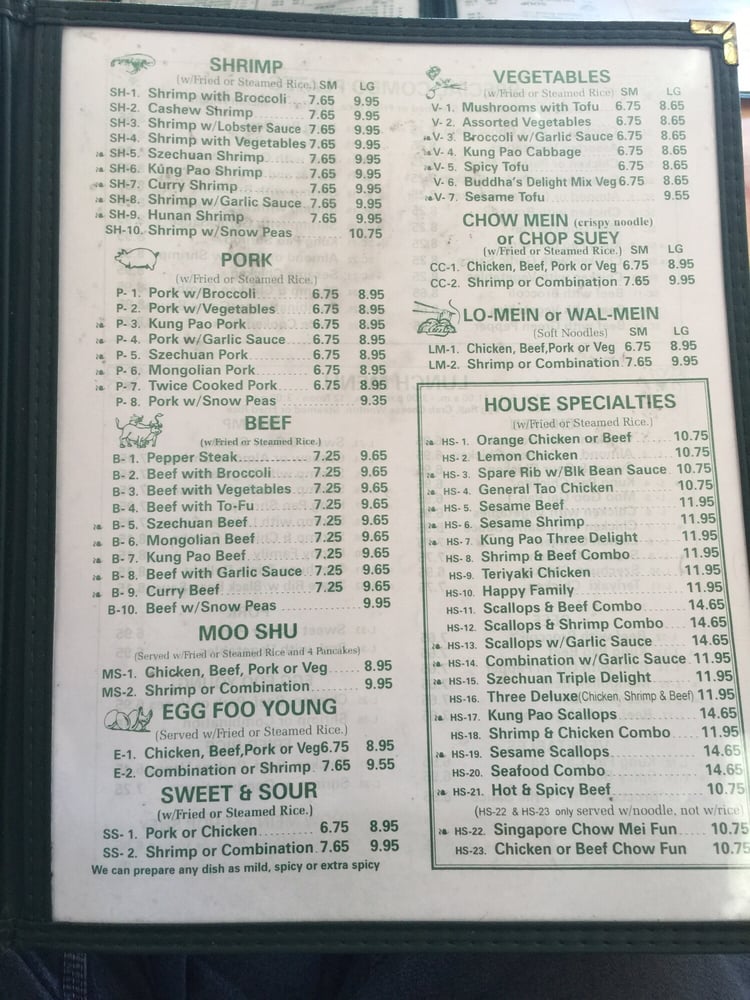 SHRIMP
(w/Fried or Steamed Rice.) SM LG
SH-1. Shrimp with Broccoli 7.65 9.95
SH-2. Cashew Shrimp 7.65 9.95
SH-3. Shrimp w/Lobster Sauce 7.65 9.95
SH-4. Shrimp with Vegetables 7.65 9.95
SH-5. Szechuan Shrimp 7.65 9.95
SH-6. Kung Pao Shrimp 7.65 9.95
SH-7. Curry Shrimp 7.65 9.95
SH-8. Shrimp w/Garlic Sauce 7.65 9.95
SH-9. Hunan Shrimp 7.65 9.95
SH-10. Shrimp w/Snow Peas 10.75
PORK
(w/Fried or Steamed Rice.)
P- 1. Pork w/Broccoli 6.75 8.95
P- 2. Pork w/Vegetables 6.75 8.95
P- 3. Kung Pao Pork 6.75 8.95
P- 4. Pork w/Garlic Sauce 6.75 8.95
P- 5. Szechuan Pork 6.75 8.95
P- 6. Mongolian Pork 6.75 8.95
P- 7. Twice Cooked Pork 6.75 8.95
P- 8. Pork w/Snow Peas 9.35
BEEF
(w/Fried or Steamed Rice.)
B- 1. Pepper Steak 7.25 9.65
B- 2. Beef with Broccoli 7.25 9.65
B- 3. Beef with Vegetables 7.25 9.65
B- 4. Beef with To-Fu 7.25 9.65
B- 5. Szechuan Beef 7.25 9.65
B- 6. Mongolian Beef 7.25 9.65
B- 7. Kung Pao Beef 7.25 9.65
B- 8. Beef with Garlic Sauce 7.25 9.65
B- 9. Curry Beef 7.25 9.65
B-10. Beef w/Snow Peas 9.95
MOO SHU
(Served w/Fried or Steamed Rice and 4 Pancakes)
MS-1. Chicken, Beef, Pork or Veg 8.95
MS-2. Shrimp or Combination 9.95
EGG FOO YOUNG
(Served w/Fried or Steamed Rice.)
E-1. Chicken, Beef,Pork or Veg 6.75 8.95
E-2. Combination or Shrimp 7.65 9.55
SWEET & SOUR
(w/Fried or Steamed Rice.)
SS- 1. Pork or Chicken 6.75 8.95
SS- 2. Shrimp or Combination 7.65 9.95
We can prepare any dish as mild, spicy or extra spicy
VEGETABLES
(w/Fried or Steamed Rice) SM LG
V- 1. Mushrooms with Tofu 6.75 8.65
V- 2. Assorted Vegetables 6.75 8.65
V- 3. Broccoli w/Garlic Sauce 6.75 8.65
V- 4. Kung Pao Cabbage 6.75 8.65
V- 5. Spicy Tofu 6.75 8.65
V- 6. Buddha's Delight Mix Veg 6.75 8.65
V- 7. Sesame Tofu 9.55
CHOW MEIN (crispy noodle)
or CHOP SUEY
(w/Fried or Steamed Rice.) SM LG
CC-1. Chicken, Beef, Pork or Veg 6.75 8.95
CC-2. Shrimp or Combination 7.65 9.95
LO-MEIN or WAL-MEIN
(Soft Noodles) SM LG
LM-1. Chicken, Beef,Pork or Veg 6.75 8.95
LM-2. Shrimp or Combination 7.65 9.95
HOUSE SPECIALTIES
(w/Fried or Steamed Rice.)
HS- 1. Orange Chicken or Beef 10.75
HS- 2. Lemon Chicken 10.75
HS- 3. Spare Rib w/Blk Bean Sauce 10.75
HS- 4. General Tao Chicken 10.75
HS- 5. Sesame Beef 11.95
HS- 6. Sesame Shrimp 11.95
HS- 7. Kung Pao Three Delight 11.95
HS- 8. Shrimp & Beef Combo 11.95
HS-9. Teriyaki Chicken 11.95
HS-10. Happy Family 11.95
HS-11. Scallops & Beef Combo 14.65
HS-12. Scallops & Shrimp Combo 14.65
HS-13. Scallops w/Garlic Sauce 14.65
HS-14. Combination w/Garlic Sauce 11.95
HS-15. Szechuan Triple Delight 11.95
HS-16. Three Deluxe(Chicken, Shrimp & Beef) 11.95
HS-17. Kung Pao Scallops 14.65
HS-18. Shrimp & Chicken Combo 11.95
HS-19. Sesame Scallops 14.65
HS-20. Seafood Combo 14.65
HS-21. Hot & Spicy Beef 10.75
(HS-22 & HS-23 only served w/noodle, not w/rice)
HS-22. Singapore Chow Mei Fun 10.75
HS-23. Chicken or Beef Chow Fun 10.75